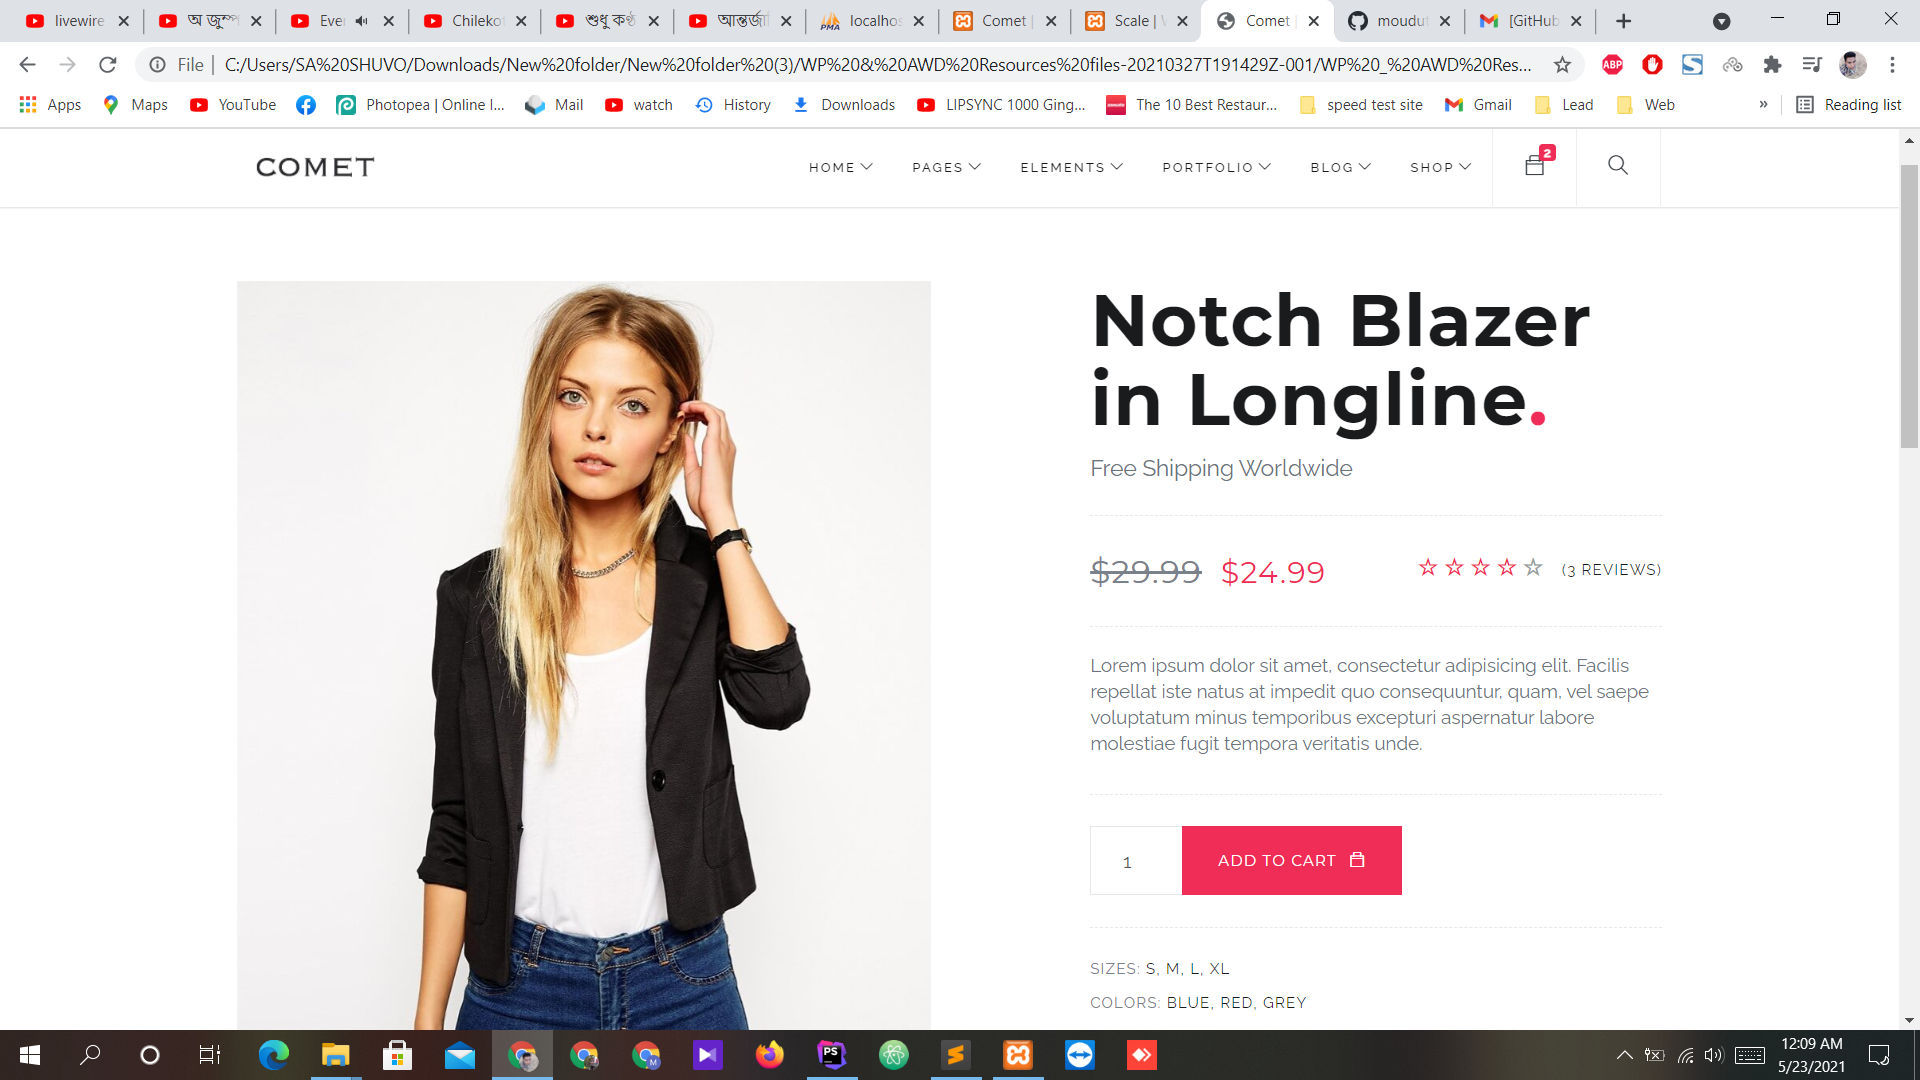 livewire
অ জুম্প
Ever
Chileko
শুধু কণ্ঠ
আন্তর্জা
localhos
Comet |
Scale | W
Comet |
moudut
[GitHub
File
C:/Users/SA%20SHUVO/Downloads/New%20folder/New%20folder%20(3)/WP%20&%20AWD%20Resources%20files-20210327T191429Z-001/WP%20_%20AWD%20Res...
ABP
Apps
Maps
YouTube
Photopea | Online I...
Mail
watch
History
Downloads
LIPSYNC 1000 Ging...
The 10 Best Restaur...
speed test site
Gmail
Lead
Web
»
Reading list
COMET
HOME
PAGES
ELEMENTS
PORTFOLIO
BLOG
SHOP
2
Notch Blazer
in Longline.
Free Shipping Worldwide
$29.99 $24.99
(3 REVIEWS)
Lorem ipsum dolor sit amet, consectetur adipisicing elit. Facilis
repellat iste natus at impedit quo consequuntur, quam, vel saepe
voluptatum minus temporibus excepturi aspernatur labore
molestiae fugit tempora veritatis unde.
1
ADD TO CART
SIZES: S, M, L, XL
COLORS: BLUE, RED, GREY
PS
12:09 AM
5/23/2021